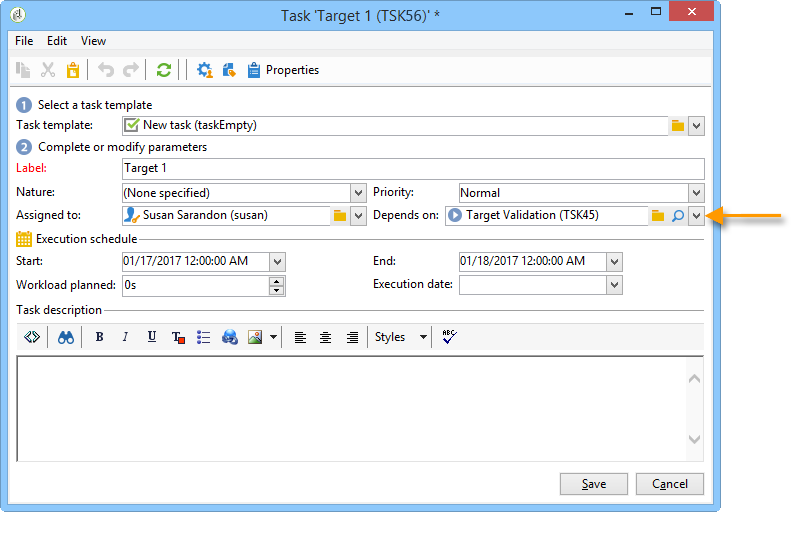 Task 'Target 1 (TSK56)' *
File Edit View
Properties
1 Select a task template
Task template: New task (taskEmpty)
2 Complete or modify parameters
Label: Target 1
Nature: (None specified) Priority: Normal
Assigned to: Susan Sarandon (susan) Depends on: Target Validation (TSK45)
Execution schedule
Start: 01/17/2017 12:00:00 AM End: 01/18/2017 12:00:00 AM
Workload planned: 0s Execution date:
Task description
B I U T Styles ABC
Save Cancel